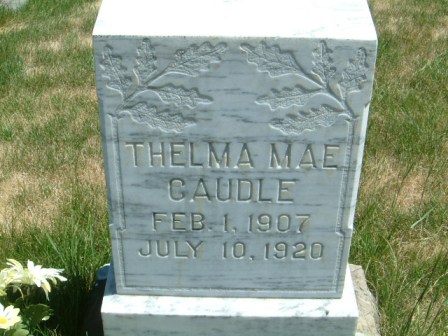 THELMA MAE
CAUDLE
FEB. 1, 1907
JULY 10, 1920